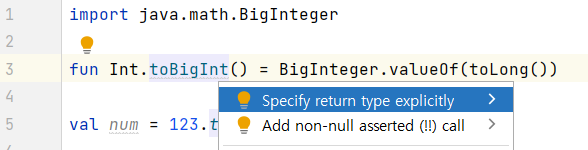 1 import java.math.BigInteger
2
3 fun Int.toBigInt() = BigInteger.valueOf(toLong())
4
Specify return type explicitly
5 val num = 123.t
Add non-null asserted (!!) call
6